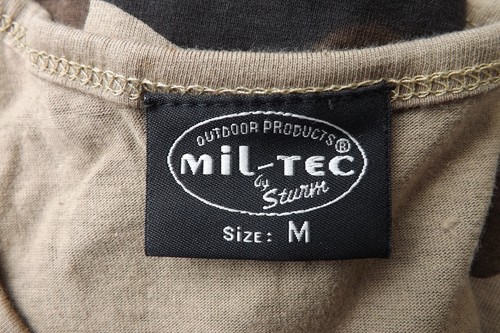 OUTDOOR PRODUCTS
MiL-TEC®
By
Sturm
SiZE: M